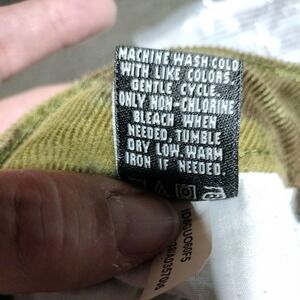 MACHINE WASH COLD
WITH LIKE COLORS.
GENTLE CYCLE.
ONLY NON-CHLORINE
BLEACH WHEN
NEEDED. TUMBLE
DRY LOW. WARM
IRON IF NEEDED.